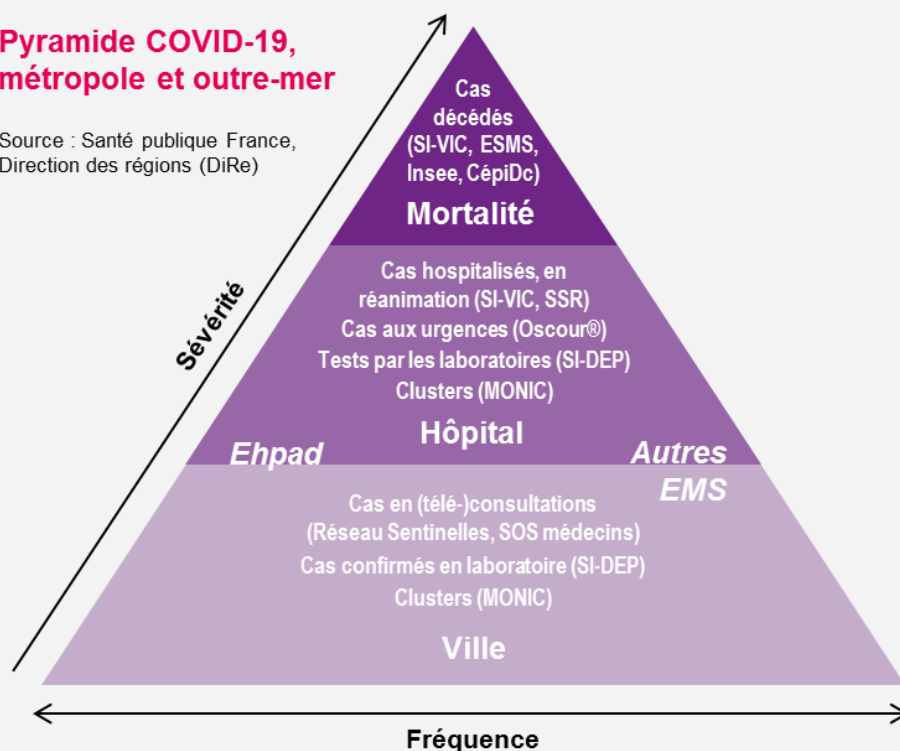 Pyramide COVID-19,
métropole et outre-mer
Source : Santé publique France,
Direction des régions (DiRe)
Sévérité
Cas
décédés
(SI-VIC, ESMS,
Insee, CépiDc)
Mortalité
Cas hospitalisés, en
réanimation (SI-VIC, SSR)
Cas aux urgences (Oscour®)
Tests par les laboratoires (SI-DEP)
Clusters (MONIC)
Hôpital
Ehpad
Autres
EMS
Cas en (télé-)consultations
(Réseau Sentinelles, SOS médecins)
Cas confirmés en laboratoire (SI-DEP)
Clusters (MONIC)
Ville
Fréquence